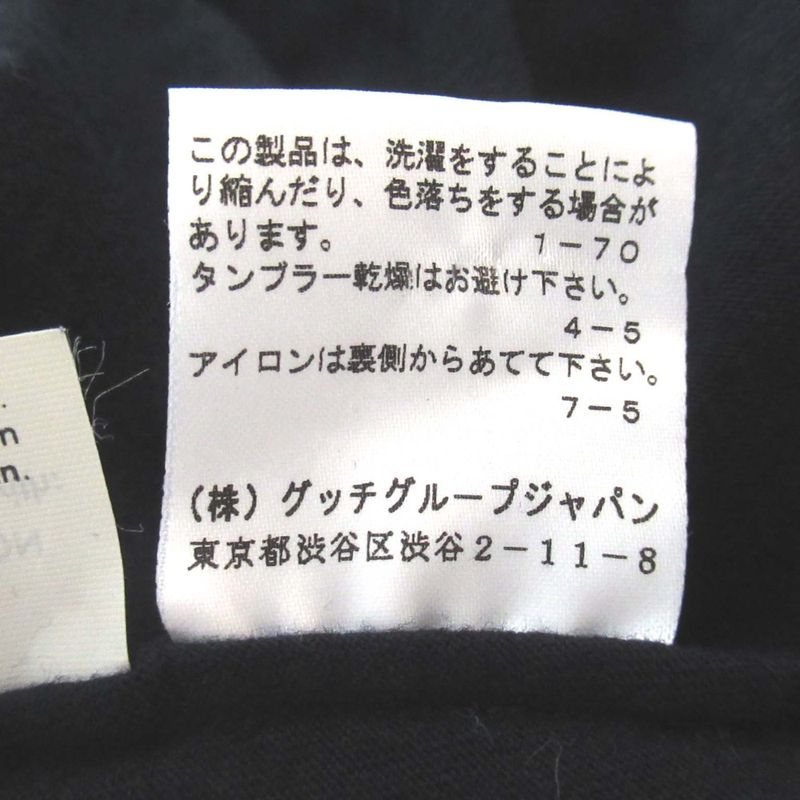 この製品は、洗濯をすることによ
り縮んだり、色落ちをする場合が
あります。 1-70
タンブラー乾燥はお避け下さい。
4-5
アイロンは裏側からあてて下さい。
7-5
(株)グッチグループジャパン
東京都渋谷区渋谷2-11-8
n
n.